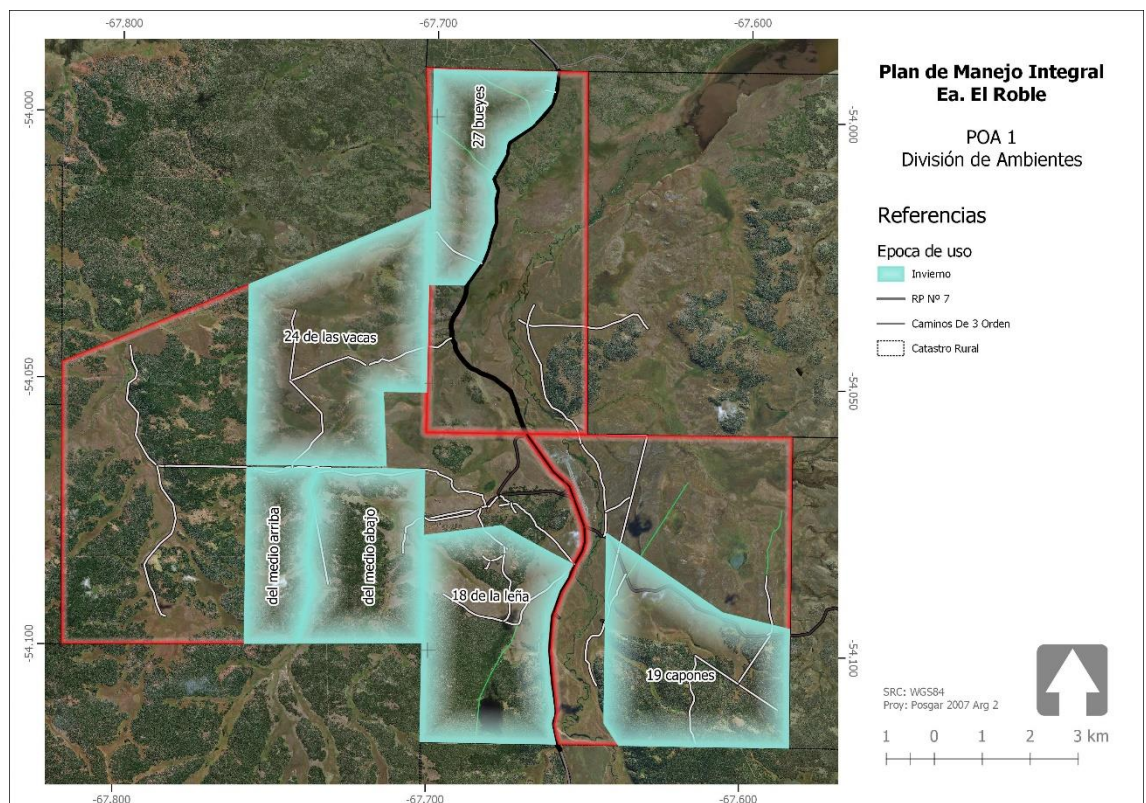 -67.800
-67.700
-67.600
-54.000
-54.050
-54.100
27 bueyes
24 de las vacas
del medio arriba
del medio abajo
18 de la leña
19 capones
-54.000
-54.050
-54.100
-67.800
-67.700
-67.600
Plan de Manejo Integral
Ea. El Roble
POA 1
División de Ambientes
Referencias
Epoca de uso
Invierno
RP Nº 7
Caminos De 3 Orden
Catastro Rural
SRC: WGS84
Proy: Posgar 2007 Arg 2
1 0 1 2 3 km